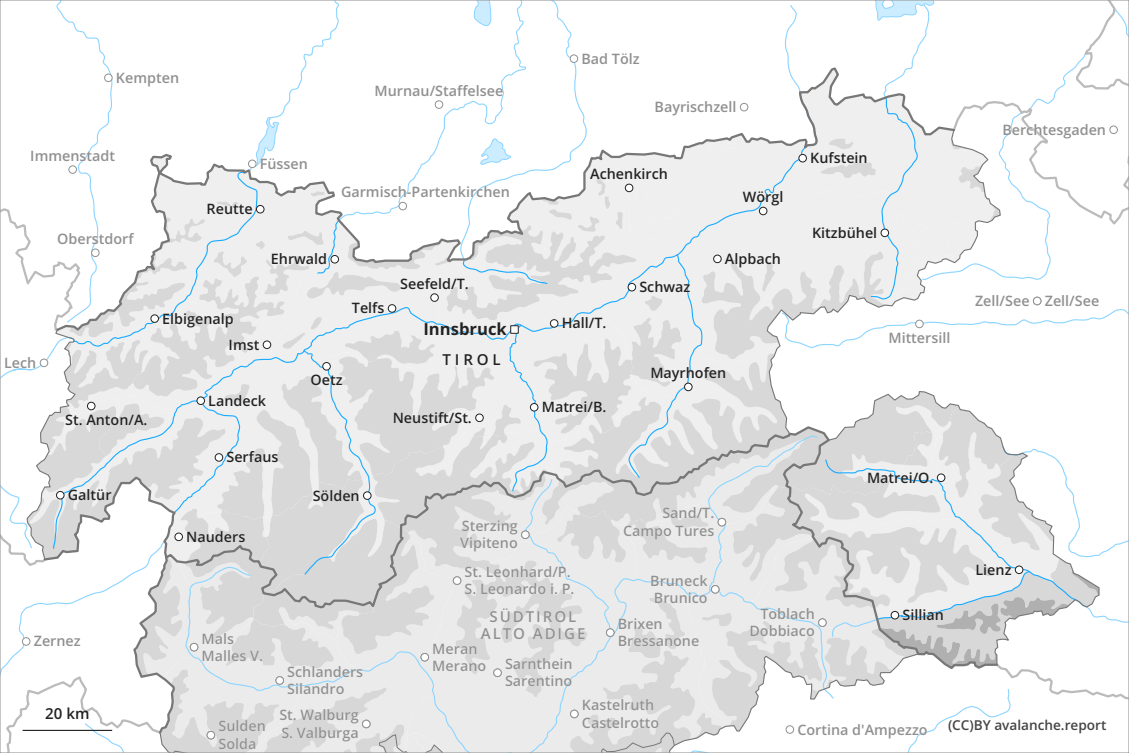 Kempten
Bad Tölz
Murnau/Staffelsee
Bayrischzell
Berchtesgaden
Immenstadt
Füssen
Kufstein
Achenkirch
Garmisch-Partenkirchen
Wörgl
Reutte
Kitzbühel
Oberstdorf
Ehrwald
Alpbach
Seefeld/T.
Schwaz
Zell/See
Zell/See
Telfs
Elbigenalp
Innsbruck
Hall/T.
Mittersill
Imst
TIROL
Lech
Oetz
Mayrhofen
Landeck
Matrei/B.
St. Anton/A.
Neustift/St.
Serfaus
Matrei/O.
Galtür
Sölden
Sand/T.
Campo Tures
Sterzing
Vipiteno
Nauders
Lienz
St. Leonhard/P.
S. Leonardo i. P.
Bruneck
Brunico
SÜDTIROL
ALTO ADIGE
Toblach
Dobbiaco
Sillian
Brixen
Bressanone
Zernez
Mals
Malles V.
Meran
Merano
Sarnthein
Sarentino
Schlanders
Silandro
Kastelruth
Castelrotto
20 km
St. Walburg
S. Valburga
Sulden
Solda
Cortina d'Ampezzo
(CC)BY avalanche.report